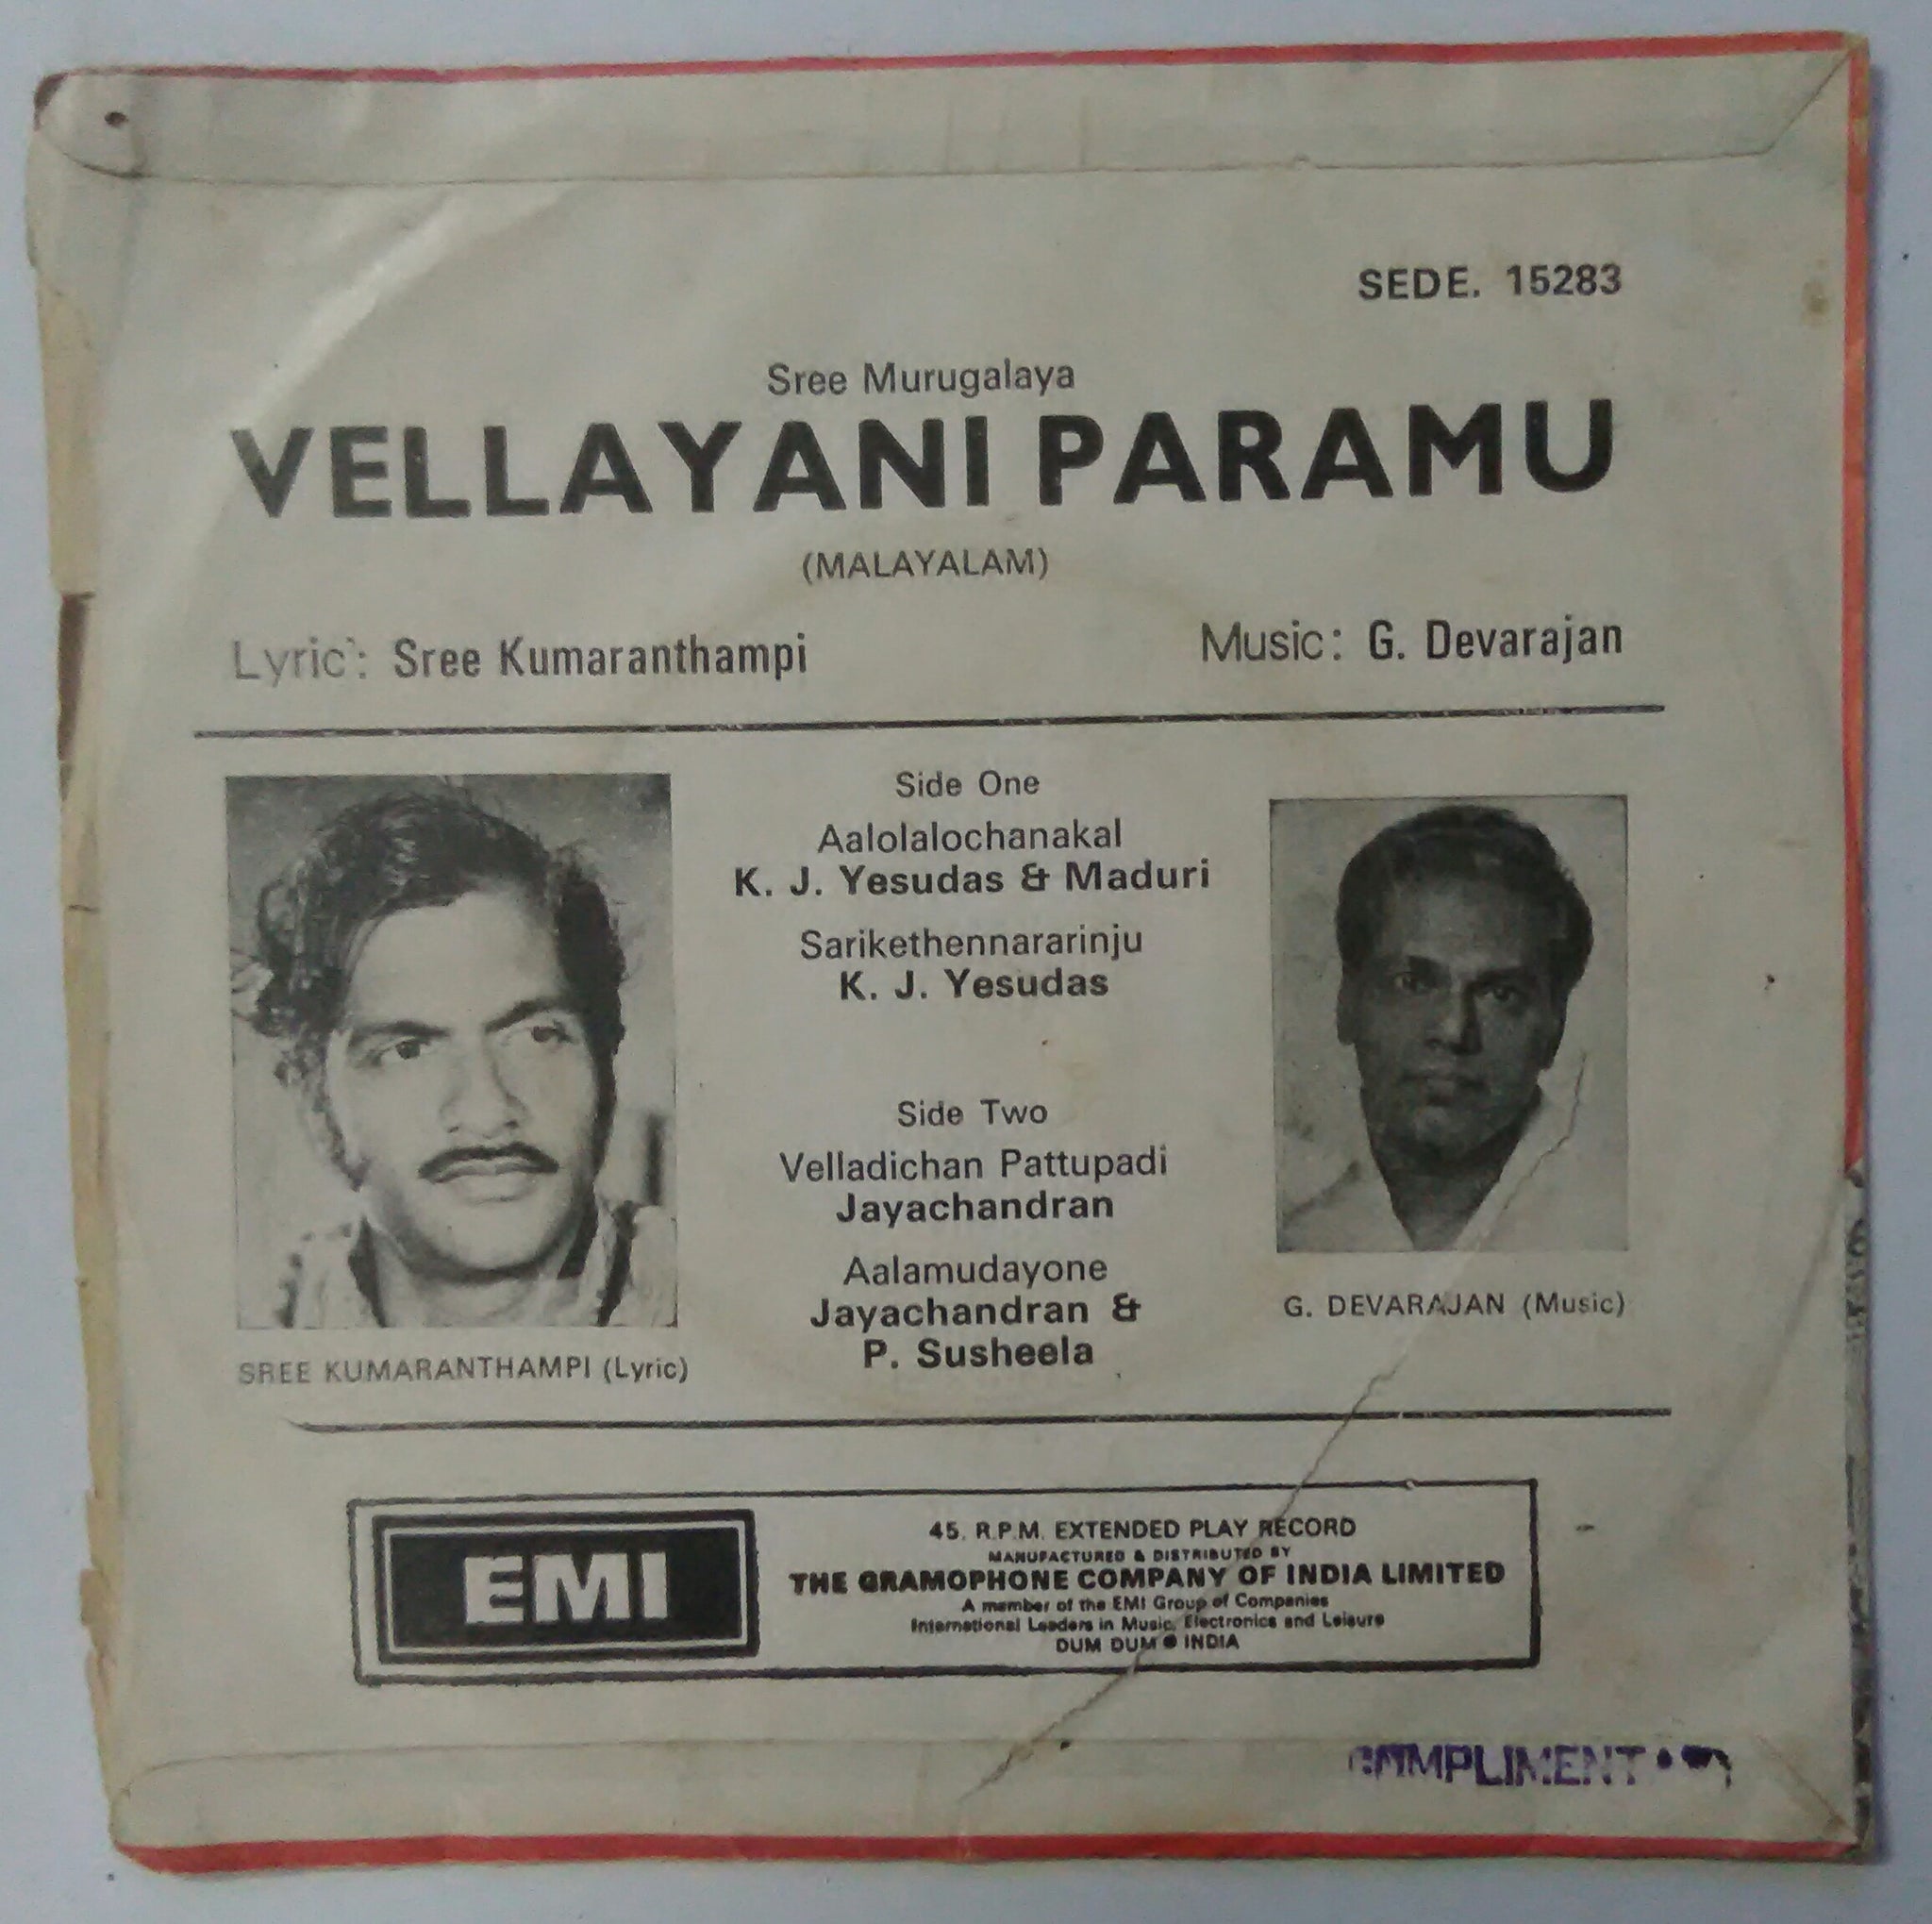 SEDE. 15283
Sree Murugalaya
VELLAYANI PARAMU
(MALAYALAM)
Lyric: Sree Kumaranthampi
Music: G. Devarajan
Side One
Aalolalochanakal
K. J. Yesudas & Maduri
Sarikethennararinju
K. J. Yesudas
Side Two
Velladichan Pattupadi
Jayachandran
Aalamudayone
Jayachandran &
P. Susheela
SREE KUMARANTHAMPI (Lyric)
G. DEVARAJAN (Music)
EMI
45. R.P.M. EXTENDED PLAY RECORD
MANUFACTURED & DISTRIBUTED BY
THE GRAMOPHONE COMPANY OF INDIA LIMITED
A member of the EMI Group of Companies
International Leaders in Music, Electronics and Leisure
DUM DUM ● INDIA